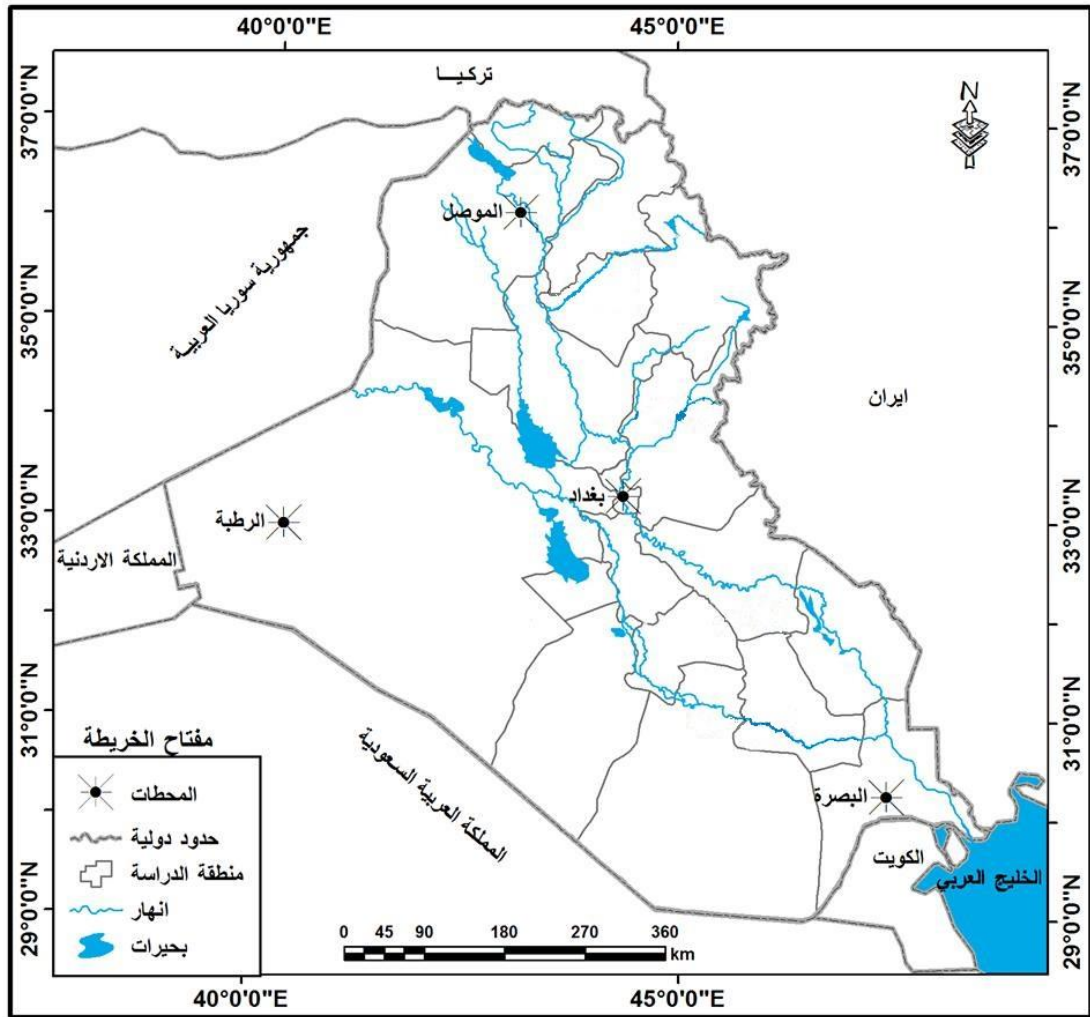 40°0'0"E 45°0'0"E
37°0'0"N
35°0'0"N
33°0'0"N
31°0'0"N
29°0'0"N
تركيـــا
N
37°0'0"N
35°0'0"N
33°0'0"N
31°0'0"N
29°0'0"N
الموصل
جمهورية سوريا العربيـة
ايران
بغداد
الرطبة
المملكة الاردنية
المملكة العربية السعودية
البصرة
الكويت
الخليج العربي
مفتاح الخريطة
المحطات
حدود دولية
منطقة الدراسة
انهار
بحيرات
0 45 90 180 270 360
km
40°0'0"E 45°0'0"E